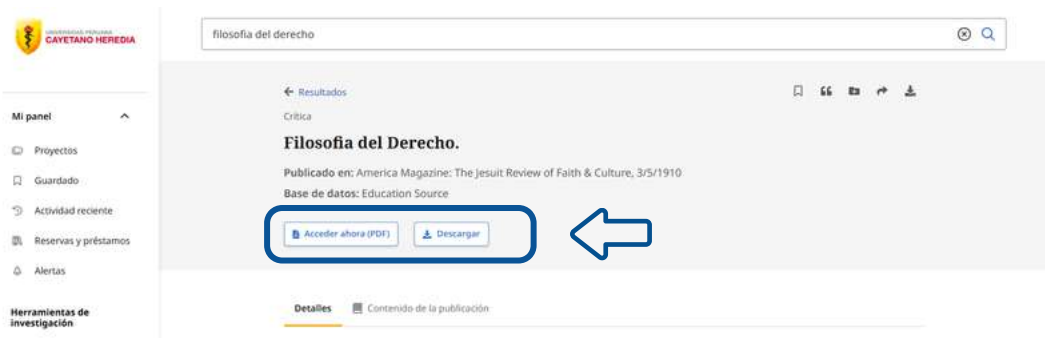 UNIVERSIDAD PERUANA
CAYETANO HEREDIA
filosofia del derecho
Resultados
Crítica
Filosofia del Derecho.
Publicado en: America Magazine: The Jesuit Review of Faith & Culture, 3/5/1910
Base de datos: Education Source
Acceder ahora (PDF)
Descargar
Detalles
Contenido de la publicación
Mi panel
Proyectos
Guardado
Actividad reciente
Reservas y préstamos
Alertas
Herramientas de
investigación